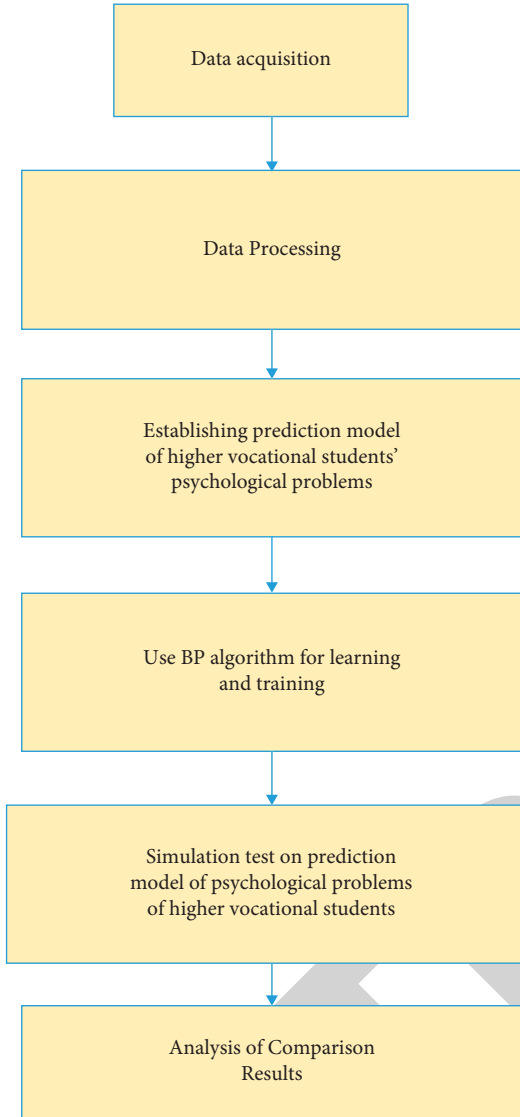 Data acquisition
Data Processing
Establishing prediction model
of higher vocational students’
psychological problems
Use BP algorithm for learning
and training
Simulation test on prediction
model of psychological problems
of higher vocational students
Analysis of Comparison
Results